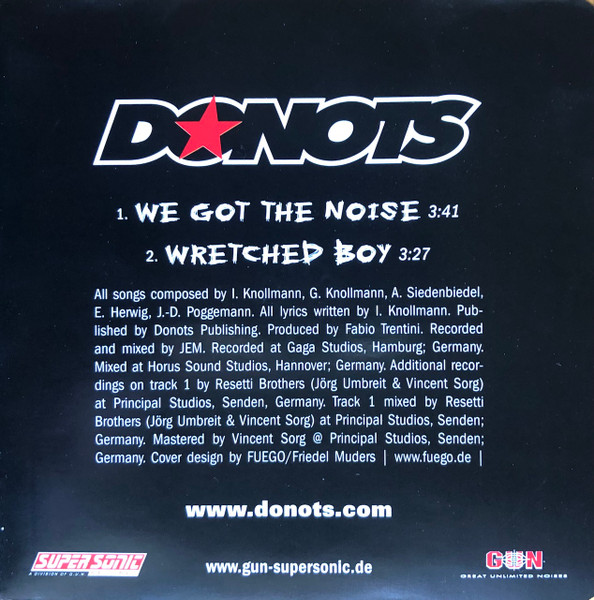 DONOTS
1. WE GOT THE NOISE 3:41
2. WRETCHED BOY 3:27
All songs composed by I. Knollmann, G. Knollmann, A. Siedenbiedel,
E. Herwig, J.-D. Poggemann. All lyrics written by I. Knollmann. Pub-
lished by Donots Publishing. Produced by Fabio Trentini. Recorded
and mixed by JEM. Recorded at Gaga Studios, Hamburg; Germany.
Mixed at Horus Sound Studios, Hannover; Germany. Additional recor-
dings on track 1 by Resetti Brothers (Jörg Umbreit & Vincent Sorg)
at Principal Studios, Senden, Germany. Track 1 mixed by Resetti
Brothers (Jörg Umbreit & Vincent Sorg) at Principal Studios, Senden;
Germany. Mastered by Vincent Sorg @ Principal Studios, Senden;
Germany. Cover design by FUEGO/Friedel Muders | www.fuego.de |
www.donots.com
SUPERSONIC
A DIVISION OF G.U.N
www.gun-supersonic.de
GUN
GREAT UNLIMITED NOISES